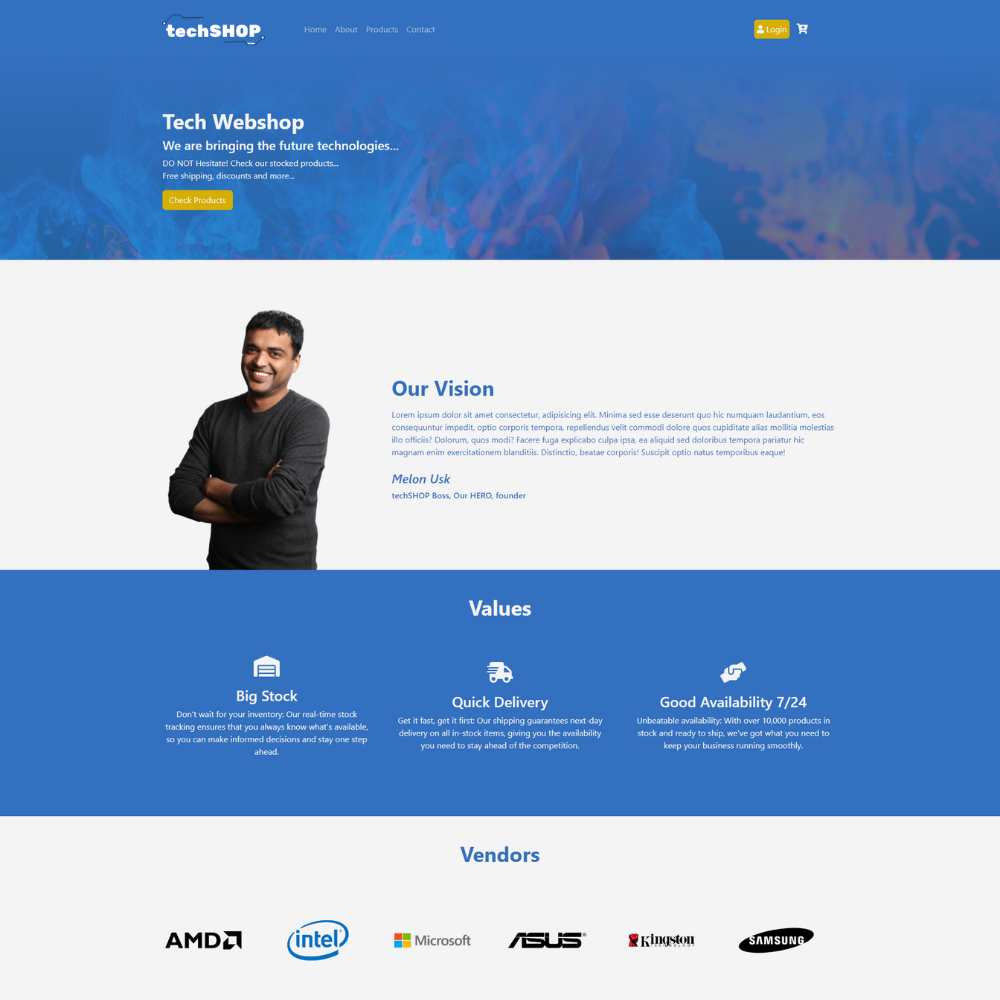 techSHOP
Home About Products Contact
Login
Tech Webshop
We are bringing the future technologies...
DO NOT Hesitate! Check our stocked products...
Free shipping, discounts and more...
Check Products
Our Vision
Lorem ipsum dolor sit amet consectetur, adipisicing elit. Minima sed esse deserunt quo hic numquam laudantium, eos
consequuntur impedit, optio corporis tempora, repellendus velit commodi dolore quos cupiditate alias mollitia molestias
illo officiis? Dolorum, quos modi? Facere fuga explicabo culpa ipsa, ea aliquid sed doloribus tempora pariatur hic
magnam enim exercitationem blanditiis. Distinctio, beatae corporis! Suscipit optio natus temporibus eaque!
Melon Usk
techSHOP Boss, Our HERO, founder
Values
Big Stock
Don't wait for your inventory: Our real-time stock
tracking ensures that you always know what's available,
so you can make informed decisions and stay one step
ahead.
Quick Delivery
Get it fast, get it first: Our shipping guarantees next-day
delivery on all in-stock items, giving you the availability
you need to stay ahead of the competition.
Good Availability 7/24
Unbeatable availability: With over 10,000 products in
stock and ready to ship, we've got what you need to
keep your business running smoothly.
Vendors
AMD
intel
Microsoft
ASUS
Kingston
TECHNOLOGY
SAMSUNG